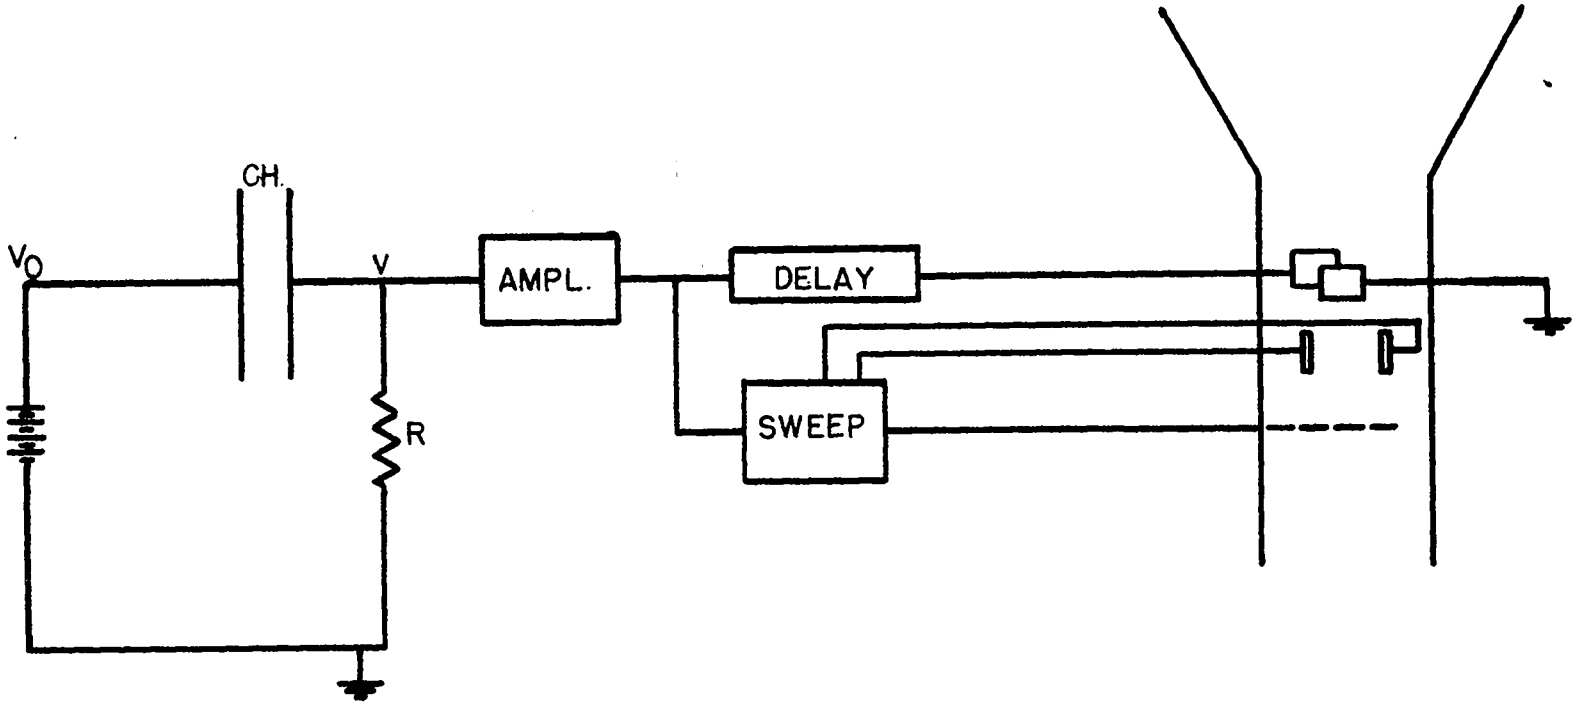 CH.
V0
V
AMPL.
DELAY
R
SWEEP